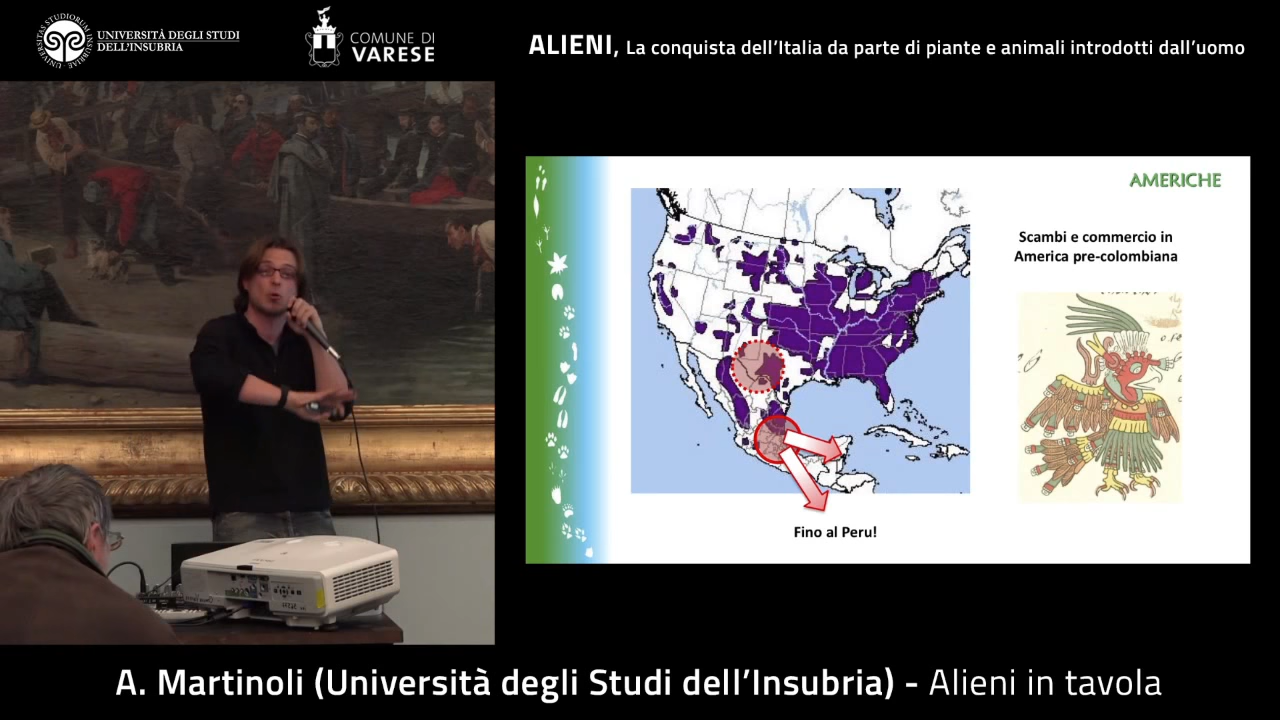 UNIVERSITÀ DEGLI STUDI
DELL'INSUBRIA
COMUNE DI
VARESE
ALIENI, La conquista dell'Italia da parte di piante e animali introdotti dall'uomo
AMERICHE
Scambi e commercio in
America pre-colombiana
Fino al Peru!
A. Martinoli (Università degli Studi dell'Insubria) - Alieni in tavola